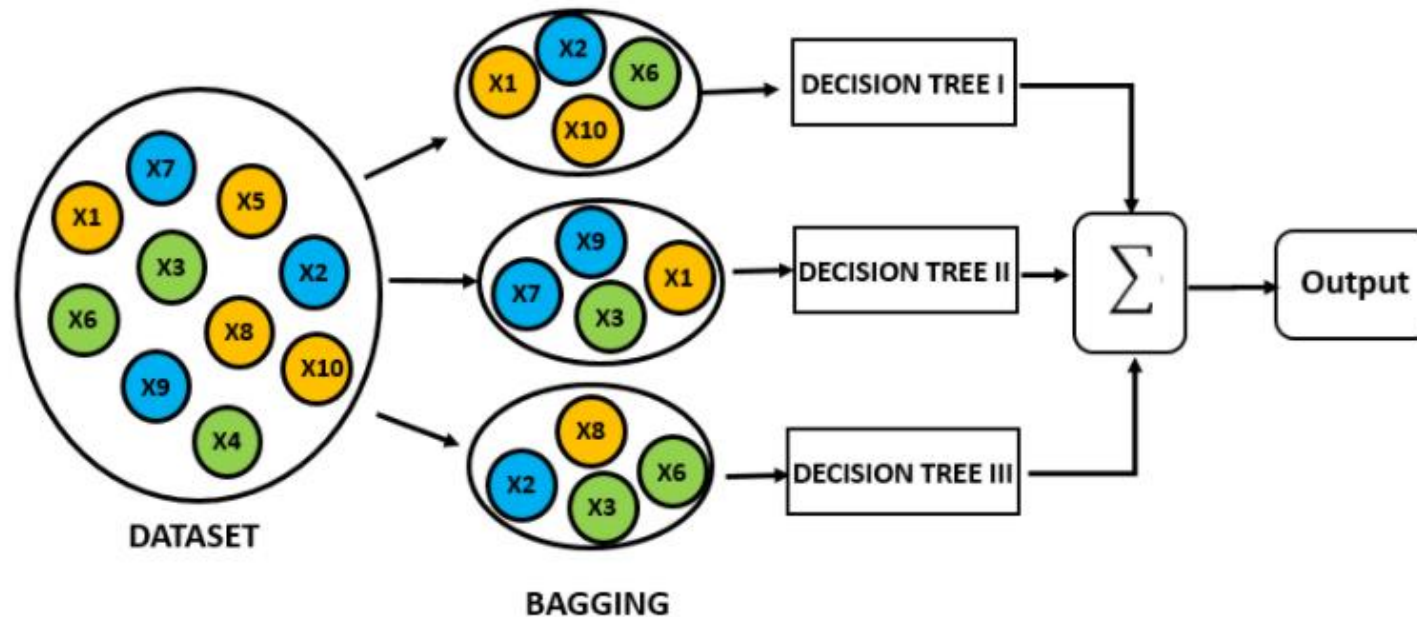 X7
X1
X5
X3
X2
X6
X8
X10
X9
X4
DATASET
X2
X1
X6
X10
X9
X7
X1
X3
X8
X2
X6
X3
BAGGING
DECISION TREE I
DECISION TREE II
DECISION TREE III
∑
Output